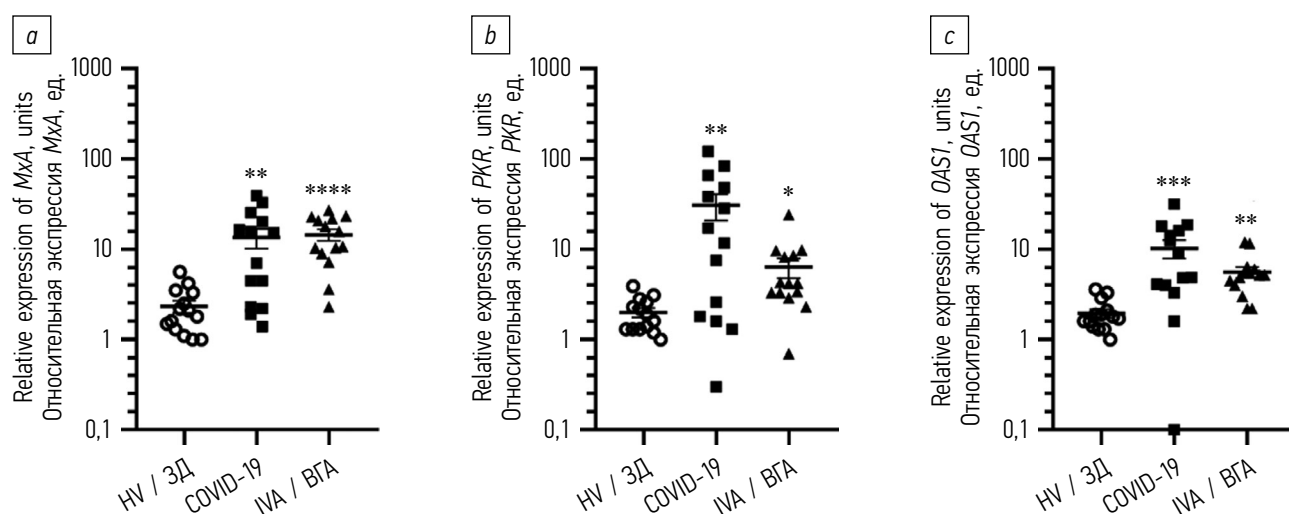 a
Relative expression of MxA, units
Относительная экспрессия MxA, ед.
1000
100
10
1
0,1
**
****
HV / ЗД
COVID-19
IVA / ВГА
b
Relative expression of PKR, units
Относительная экспрессия PKR, ед.
1000
100
10
1
0,1
**
*
HV / ЗД
COVID-19
IVA / ВГА
c
Relative expression of OAS1, units
Относительная экспрессия OAS1, ед.
1000
100
10
1
0,1
***
**
HV / ЗД
COVID-19
IVA / ВГА